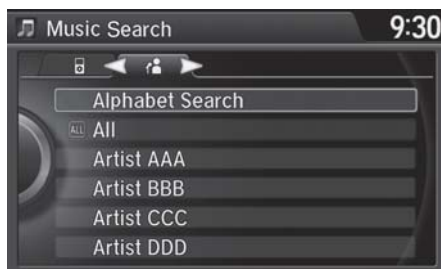 Music Search
9:30
Alphabet Search
ALL All
Artist AAA
Artist BBB
Artist CCC
Artist DDD